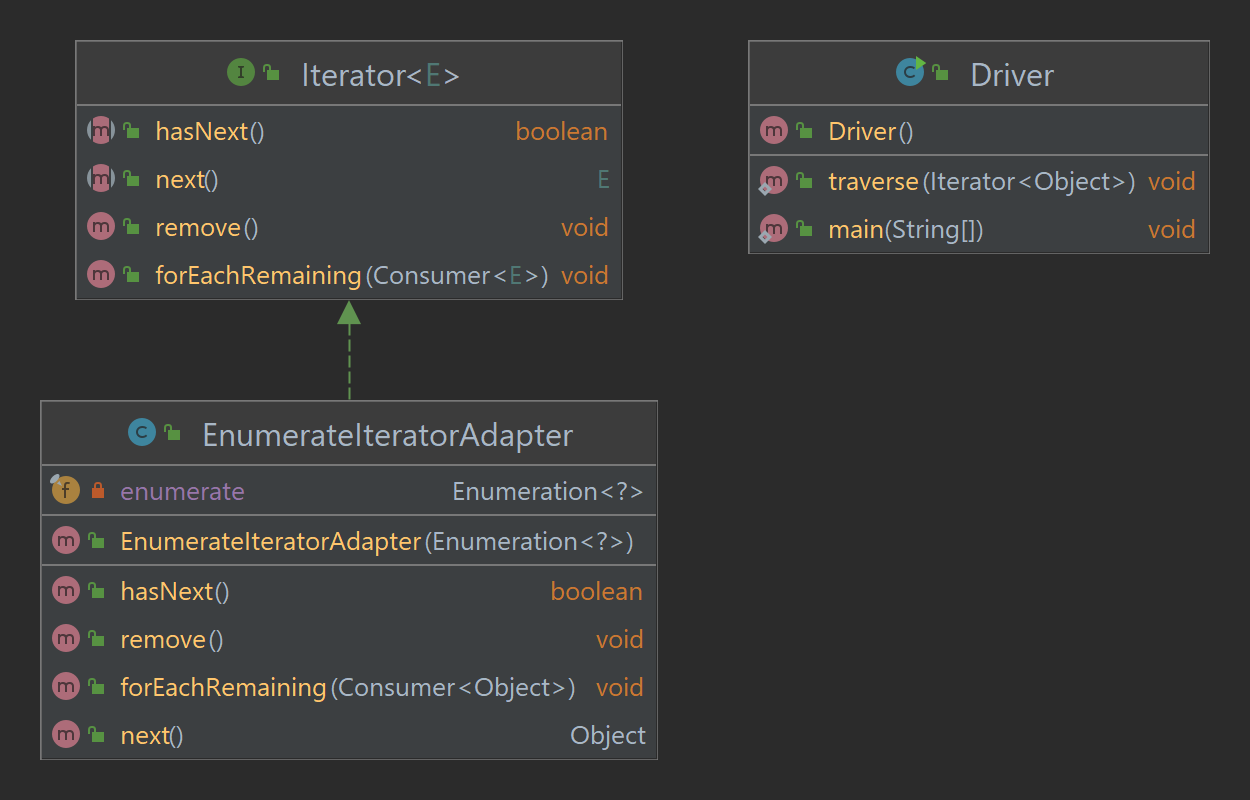 Iterator<E>
hasNext() boolean
next() E
remove() void
forEachRemaining(Consumer<E>) void
Driver
Driver()
traverse(Iterator<Object>) void
main(String[]) void
EnumerateIteratorAdapter
enumerate Enumeration<?>
EnumerateIteratorAdapter(Enumeration<?>)
hasNext() boolean
remove() void
forEachRemaining(Consumer<Object>) void
next() Object